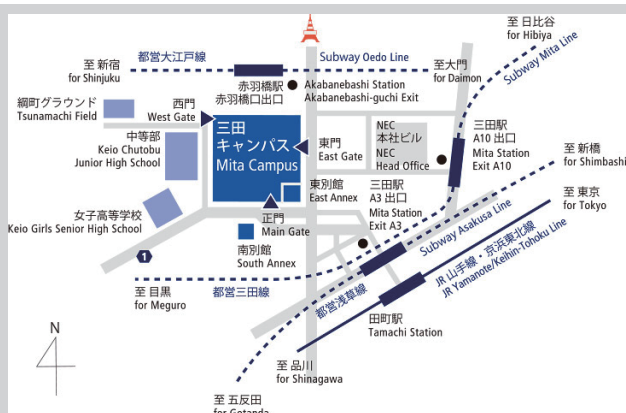 至 日比谷
for Hibiya
Subway Mita Line
都営大江戸線
Subway Oedo Line
至 新宿
for Shinjuku
至大門
for Daimon
赤羽橋駅
赤羽橋口出口
Akabanebashi Station
Akabanebashi-guchi Exit
綱町グラウンド
Tsunamachi Field
西門
West Gate
三田
キャンパス
Mita Campus
中等部
Keio Chutobu
Junior High School
東門
East Gate
NEC
本社ビル
NEC
Head Office
三田駅
A10 出口
Mita Station
Exit A10
至 新橋
for Shimbashi
東別館
East Annex
三田駅
A3 出口
Mita Station
Exit A3
至 東京
for Tokyo
女子高等学校
Keio Girls Senior High School
正門
Main Gate
南別館
South Annex
Subway Asakusa Line
1
都営三田線
至 目黒
for Meguro
都営浅草線
JR 山手線・京浜東北線
JR Yamanote/Keihin-Tohoku Line
田町駅
Tamachi Station
N
至 品川
for Shinagawa
至 五反田
for Gotanda